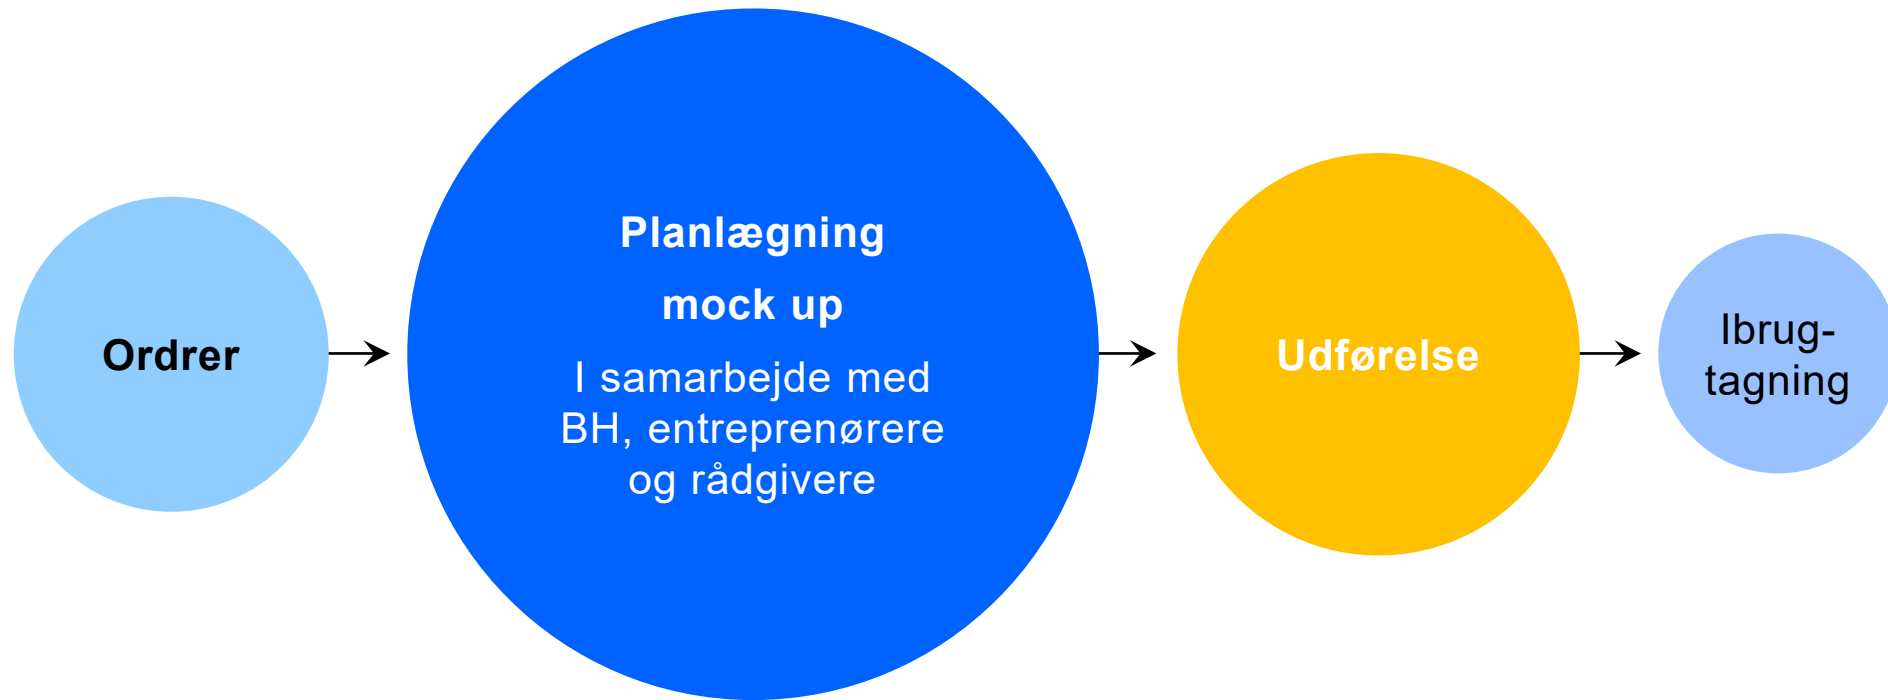 Ordrer
Planlægning
mock up
I samarbejde med
BH, entreprenørere
og rådgivere
Udførelse
Ibrug-
tagning